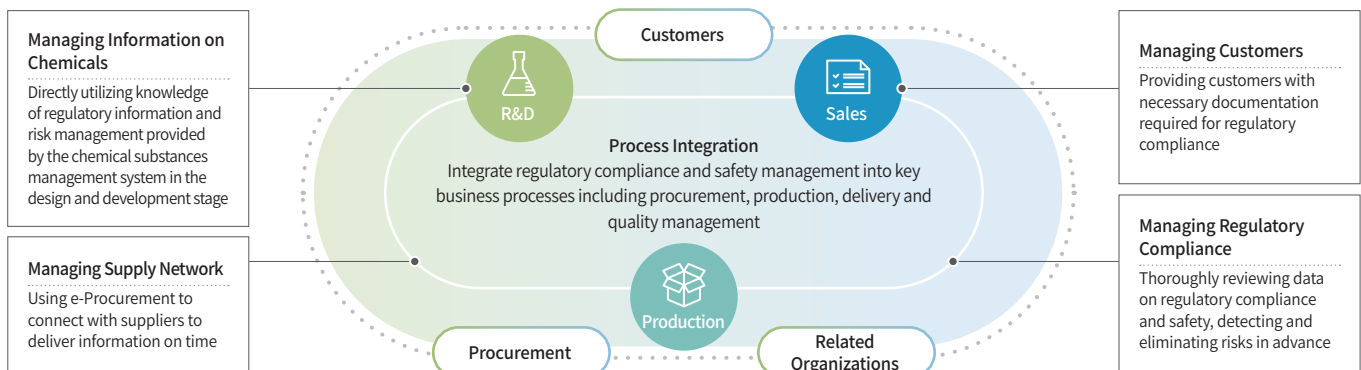 Managing Information on
Chemicals
Directly utilizing knowledge
of regulatory information and
risk management provided
by the chemical substances
management system in the
design and development stage
Managing Supply Network
Using e-Procurement to
connect with suppliers to
deliver information on time
Customers
R&D
Sales
Process Integration
Integrate regulatory compliance and safety management into key
business processes including procurement, production, delivery and
quality management
Production
Procurement
Related
Organizations
Managing Customers
Providing customers with
necessary documentation
required for regulatory
compliance
Managing Regulatory
Compliance
Thoroughly reviewing data
on regulatory compliance
and safety, detecting and
eliminating risks in advance